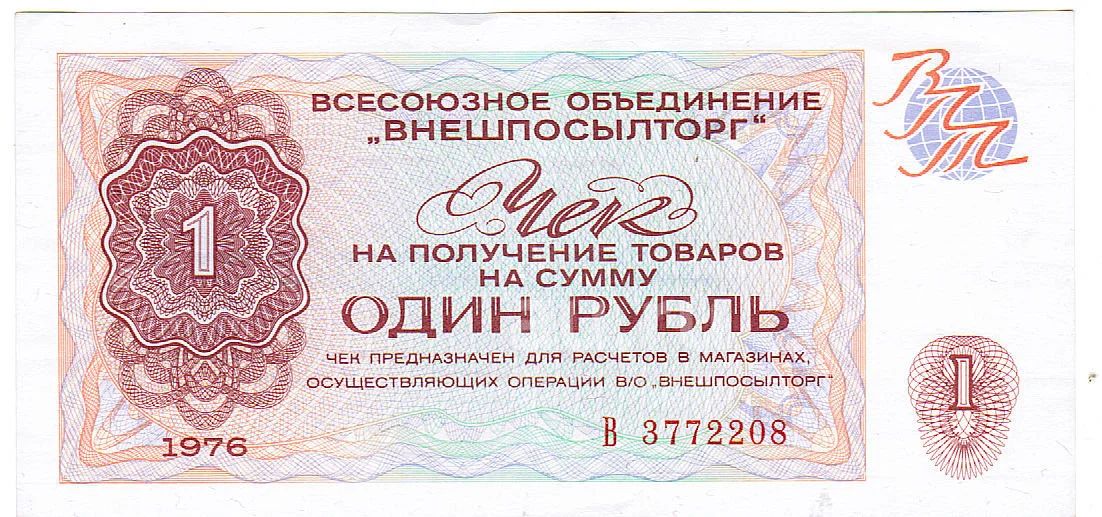 ВСЕСОЮЗНОЕ ОБЪЕДИНЕНИЕ
„ВНЕШПОСЫЛТОРГ“
ВПТ
Чек
НА ПОЛУЧЕНИЕ ТОВАРОВ
НА СУММУ
1
ОДИН РУБЛЬ
ЧЕК ПРЕДНАЗНАЧЕН ДЛЯ РАСЧЕТОВ В МАГАЗИНАХ,
ОСУЩЕСТВЛЯЮЩИХ ОПЕРАЦИИ В/О „ВНЕШПОСЫЛТОРГ“
1
1976
В 3772208